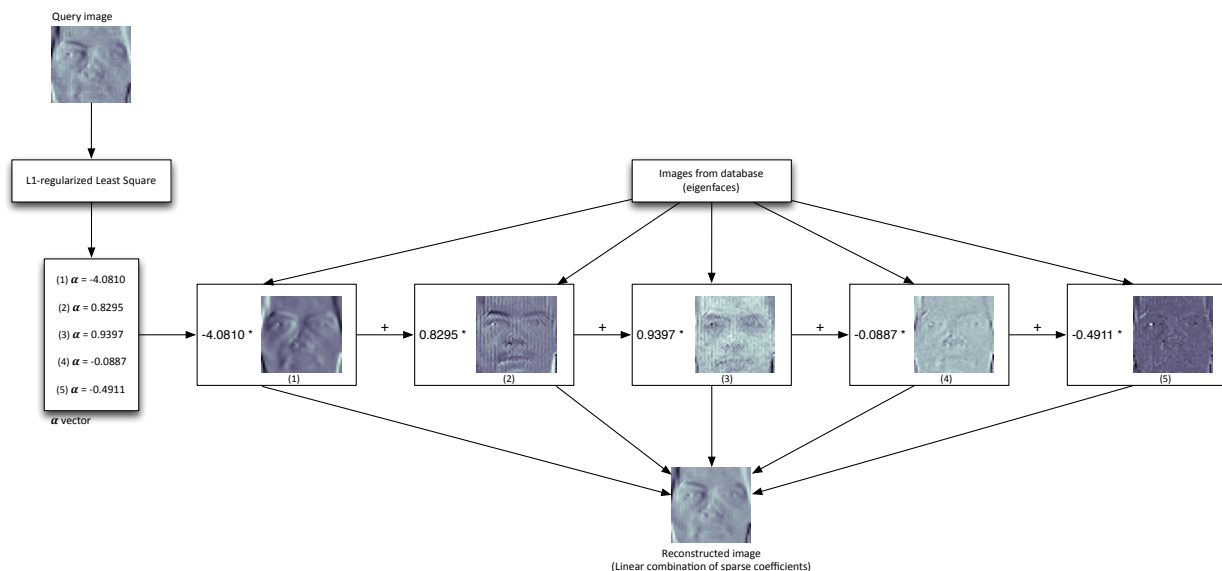 Query image
L1-regularized Least Square
Images from database
(eigenfaces)
(1) α = -4.0810
(2) α = 0.8295
(3) α = 0.9397
(4) α = -0.0887
(5) α = -0.4911
α vector
-4.0810 *
(1)
+
0.8295 *
(2)
+
0.9397 *
(3)
+
-0.0887 *
(4)
+
-0.4911 *
(5)
Reconstructed image
(Linear combination of sparse coefficients)